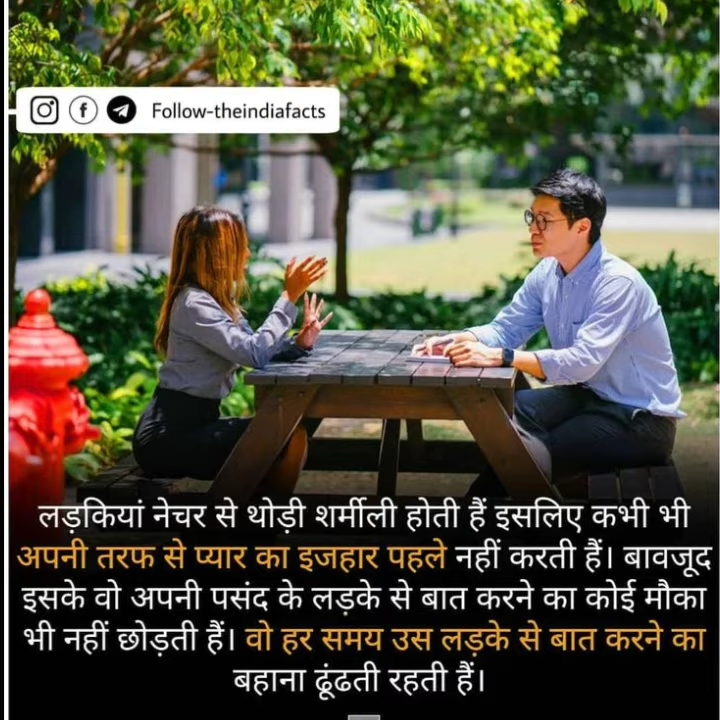 Follow-theindiafacts
लड़कियां नेचर से थोड़ी शर्मीली होती हैं इसलिए कभी भी
अपनी तरफ से प्यार का इजहार पहले नहीं करती हैं। बावजूद
इसके वो अपनी पसंद के लड़के से बात करने का कोई मौका
भी नहीं छोड़ती हैं। वो हर समय उस लड़के से बात करने का
बहाना ढूंढती रहती हैं।